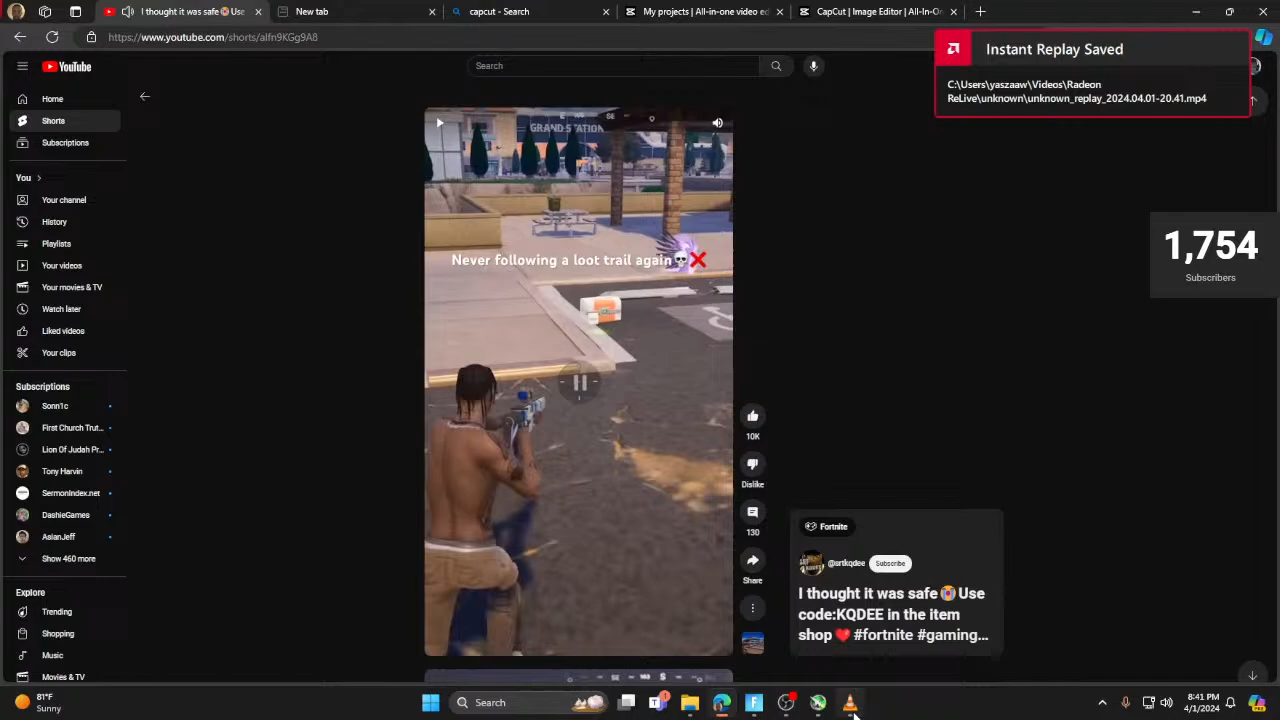 I thought it was safe😭Use
New tab
capcut - Search
My projects | All-in-one video ed
CapCut | Image Editor | All-In-On
https://www.youtube.com/shorts/alfn9KGg9A8
Instant Replay Saved
C:\Users\yaszaaw\Videos\Radeon
ReLive\unknown\unknown_replay_2024.04.01-20.41.mp4
YouTube
Search
Home
Shorts
Subscriptions
You
Your channel
History
Playlists
Your videos
Your movies & TV
Watch later
Liked videos
Your clips
Subscriptions
Sonn1c
First Church Trut...
Lion Of Judah Pr...
Tony Harvin
SermonIndex.net
DashieGames
AsianJeff
Show 460 more
Explore
Trending
Shopping
Music
Movies & TV
SE
GRAND STATION
Never following a loot trail again💀❌
10K
Dislike
130
Share
1,754
Subscribers
Fortnite
@srtkqdee
Subscribe
I thought it was safe😭Use
code:KQDEE in the item
shop❤️ #fortnite #gaming...
81°F
Sunny
Search
8:41 PM
4/1/2024